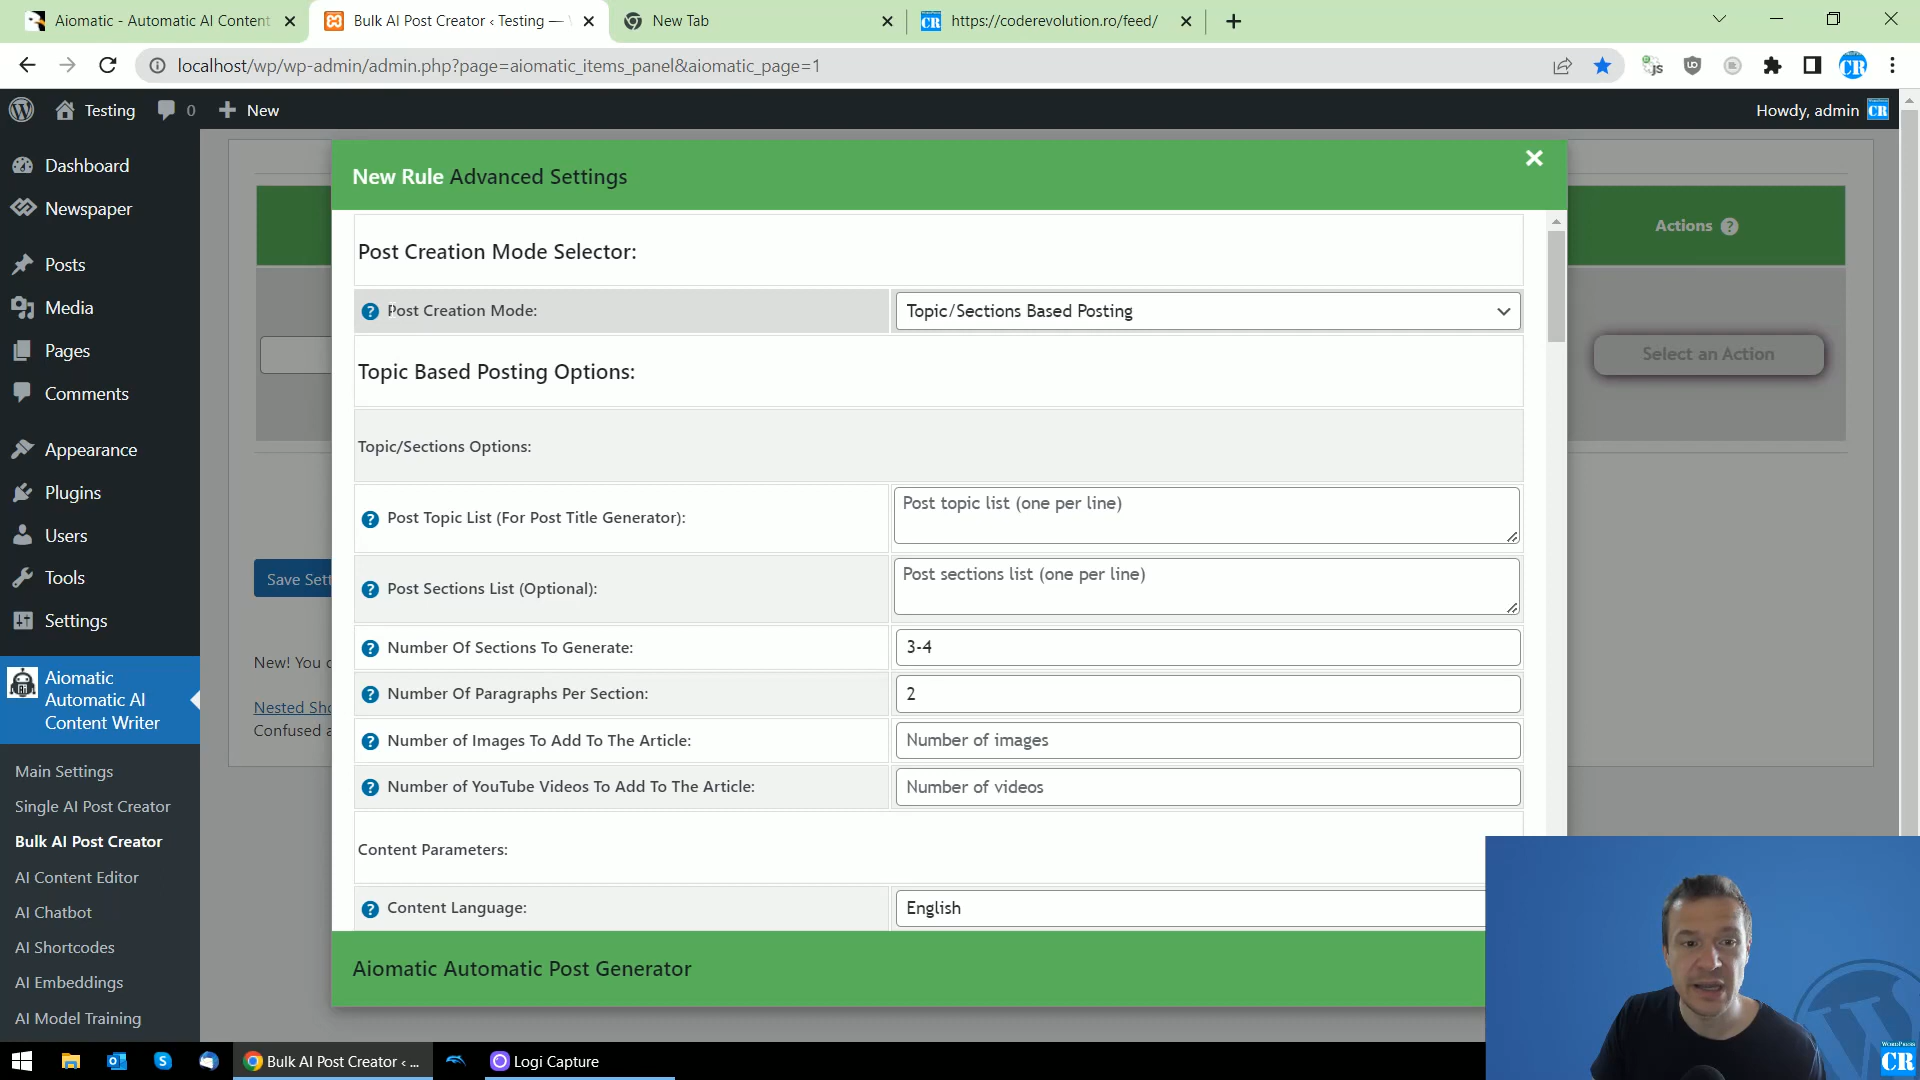 Aiomatic - Automatic AI Content
Bulk AI Post Creator ‹ Testing —
New Tab
https://coderevolution.ro/feed/
localhost/wp/wp-admin/admin.php?page=aiomatic_items_panel&aiomatic_page=1
Testing
0
New
Howdy, admin
Dashboard
Newspaper
Posts
Media
Pages
Comments
Appearance
Plugins
Users
Tools
Settings
Aiomatic
Automatic AI
Content Writer
Main Settings
Single AI Post Creator
Bulk AI Post Creator
AI Content Editor
AI Chatbot
AI Shortcodes
AI Embeddings
AI Model Training
Save Sett
New! You
Nested Sho
Confused a
New Rule Advanced Settings
Post Creation Mode Selector:
Post Creation Mode:
Topic/Sections Based Posting
Topic Based Posting Options:
Topic/Sections Options:
Post Topic List (For Post Title Generator):
Post topic list (one per line)
Post Sections List (Optional):
Post sections list (one per line)
Number Of Sections To Generate:
3-4
Number Of Paragraphs Per Section:
2
Number of Images To Add To The Article:
Number of images
Number of YouTube Videos To Add To The Article:
Number of videos
Content Parameters:
Content Language:
English
Aiomatic Automatic Post Generator
Actions
Select an Action
Bulk AI Post Creator ‹ ...
Logi Capture
WORDPRESS
CR